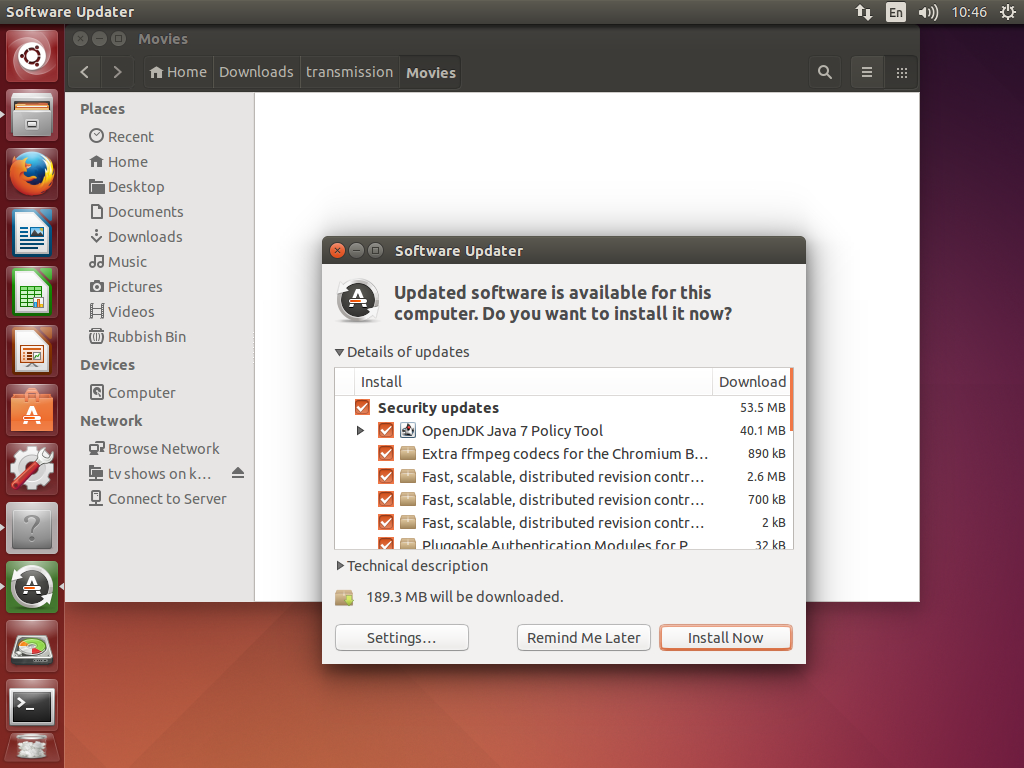 Software Updater
En
10:46
Movies
Home
Downloads
transmission
Movies
Places
Recent
Home
Desktop
Documents
Downloads
Music
Pictures
Videos
Rubbish Bin
Devices
Computer
Network
Browse Network
tv shows on k…
Connect to Server
Software Updater
Updated software is available for this
computer. Do you want to install it now?
Details of updates
Install Download
Security updates 53.5 MB
OpenJDK Java 7 Policy Tool 40.1 MB
Extra ffmpeg codecs for the Chromium B… 890 kB
Fast, scalable, distributed revision contr… 2.6 MB
Fast, scalable, distributed revision contr… 700 kB
Fast, scalable, distributed revision contr… 2 kB
Pluggable Authentication Modules for P… 32 kB
Technical description
189.3 MB will be downloaded.
Settings…
Remind Me Later
Install Now